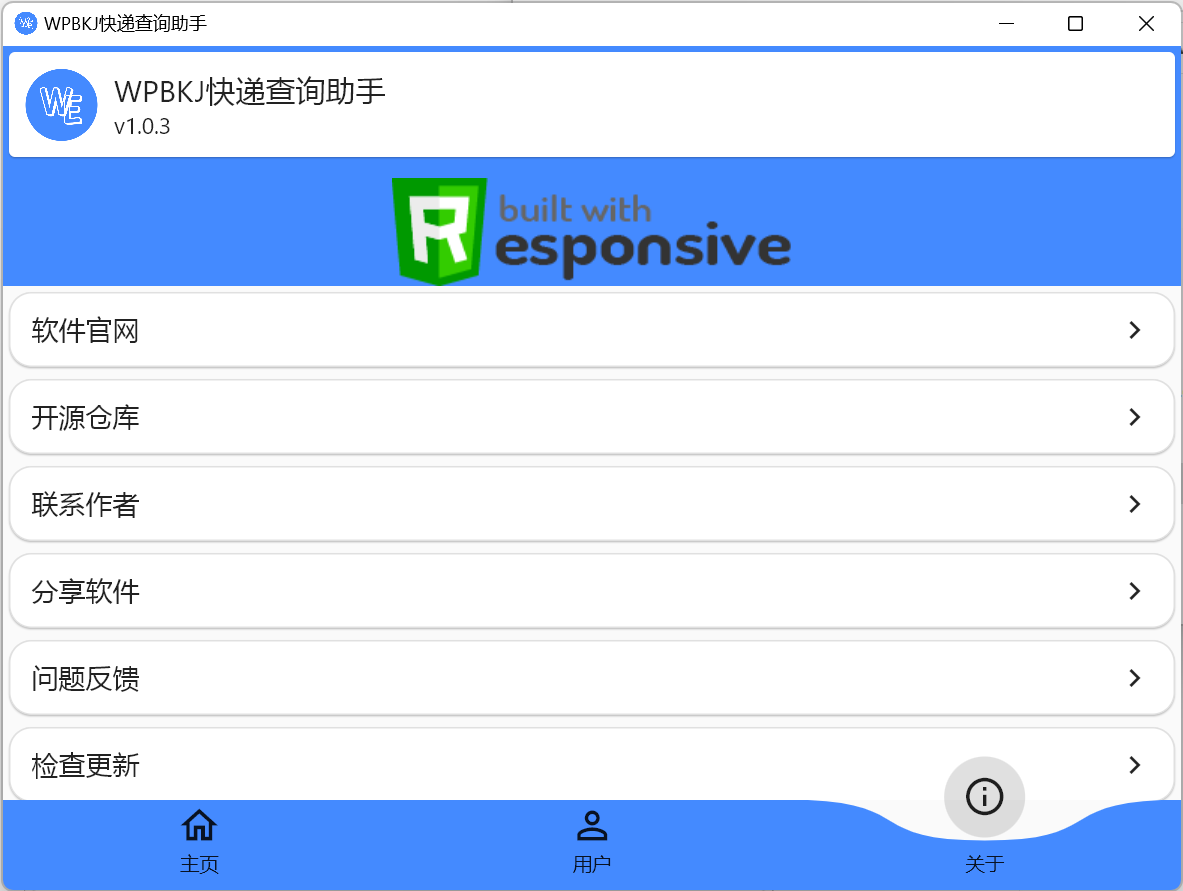 WPBKJ快递查询助手
WE
WPBKJ快递查询助手
v1.0.3
R
built with
esponsive
软件官网
开源仓库
联系作者
分享软件
问题反馈
检查更新
主页
用户
关于